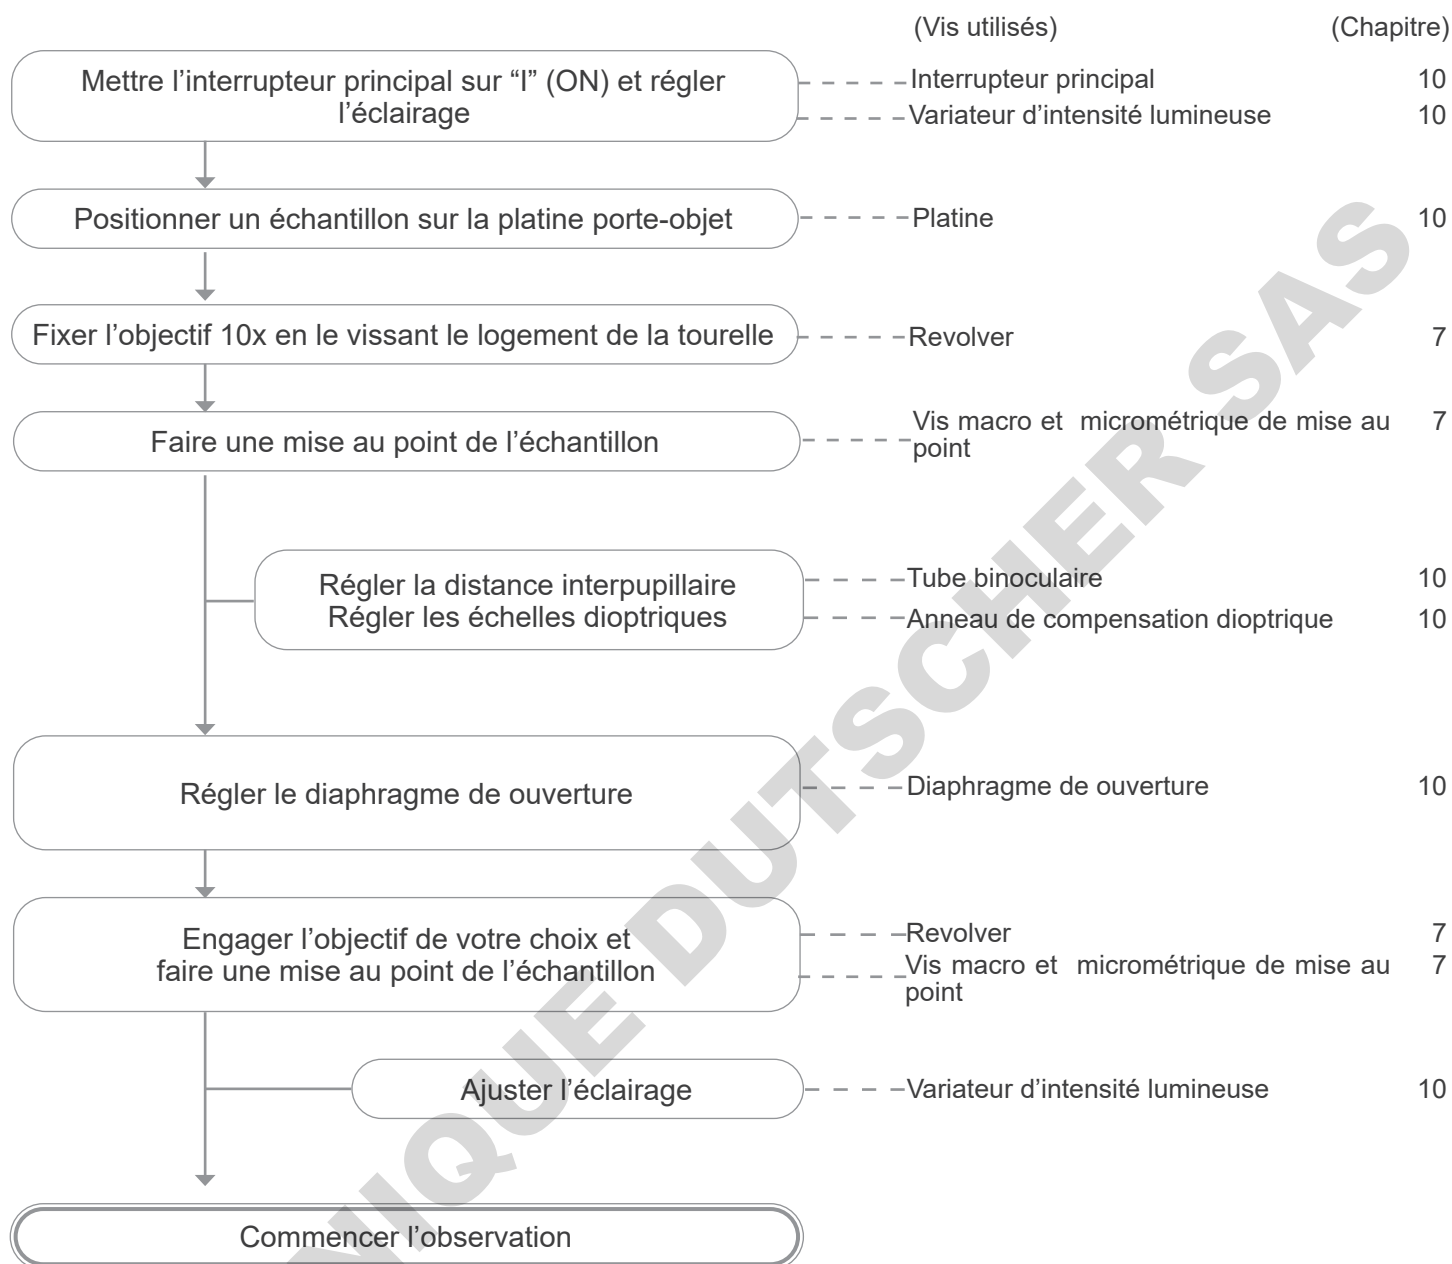 (Vis utilisés) (Chapitre)
Mettre l’interrupteur principal sur “I” (ON) et régler
l’éclairage
Interrupteur principal 10
Variateur d’intensité lumineuse 10
Positionner un échantillon sur la platine porte-objet
Platine 10
Fixer l’objectif 10x en le vissant le logement de la tourelle
Revolver 7
Faire une mise au point de l’échantillon
Vis macro et micrométrique de mise au 7
point
Régler la distance interpupillaire
Régler les échelles dioptriques
Tube binoculaire 10
Anneau de compensation dioptrique 10
Régler le diaphragme de ouverture
Diaphragme de ouverture 10
Engager l’objectif de votre choix et
faire une mise au point de l’échantillon
Revolver 7
Vis macro et micrométrique de mise au 7
point
Ajuster l’éclairage
Variateur d’intensité lumineuse 10
Commencer l’observation
NIQUE DUTSCHER SAS